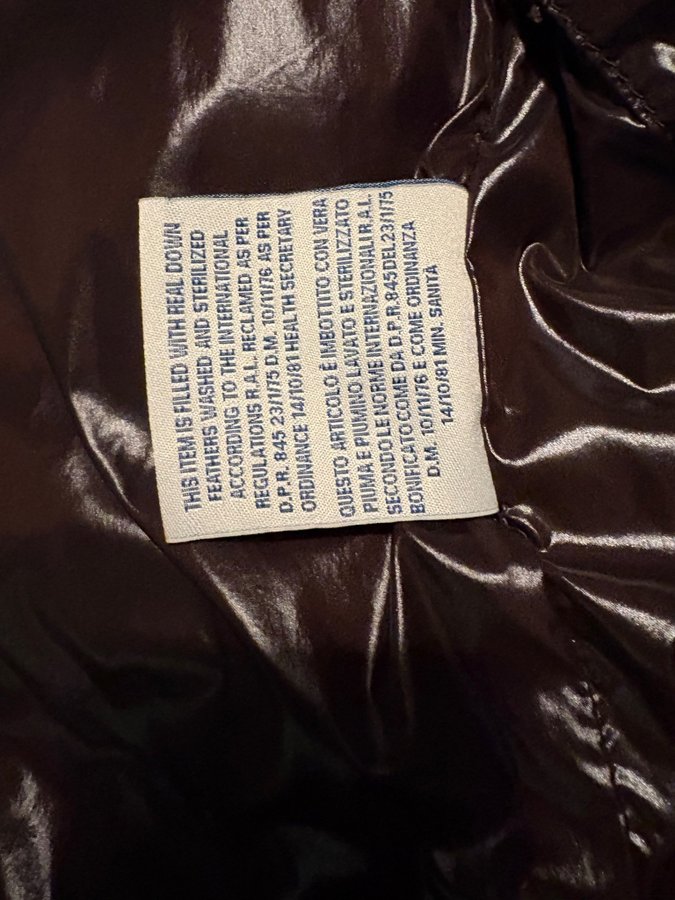 THIS ITEM IS FILLED WITH REAL DOWN
FEATHERS WASHED AND STERILIZED
ACCORDING TO THE INTERNATIONAL
REGULATIONS R.A.L. RECLAMED AS PER
D.P.R. 845 23/1/75 D.M. 10/11/76 AS PER
ORDINANCE 14/10/81 HEALTH SECRETARY
QUESTO ARTICOLO È IMBOTTITO CON VERA
PIUMA E PIUMINO LAVATO E STERILIZZATO
SECONDO LE NORME INTERNAZIONALI R.A.L.
BONIFICATO COME DA D.P.R. 845 DEL 23/1/75
D.M. 10/11/76 E COME ORDINANZA
14/10/81 MIN. SANITÀ